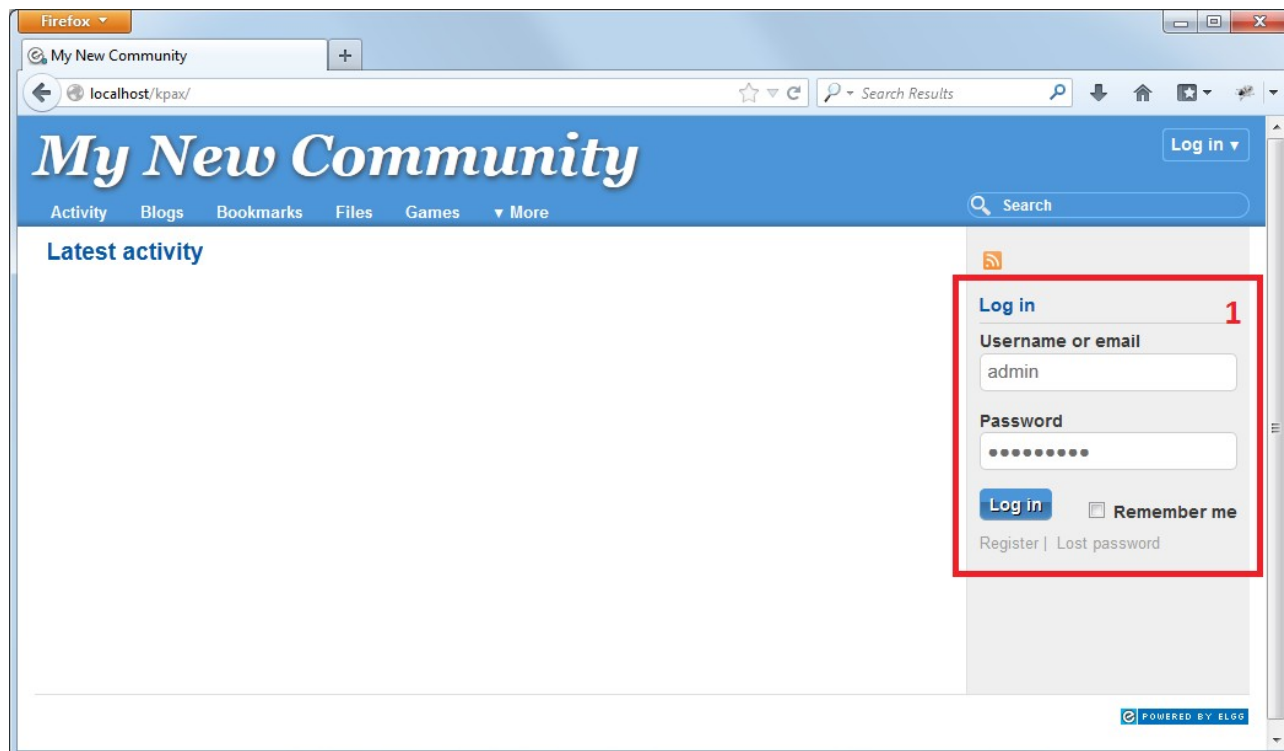 Firefox
My New Community
localhost/kpax/
Search Results
My New Community
Log in ▾
Activity Blogs Bookmarks Files Games ▾ More
Search
Latest activity
Log in
1
Username or email
admin
Password
•••••••••
Log in
Remember me
Register | Lost password
POWERED BY ELGG